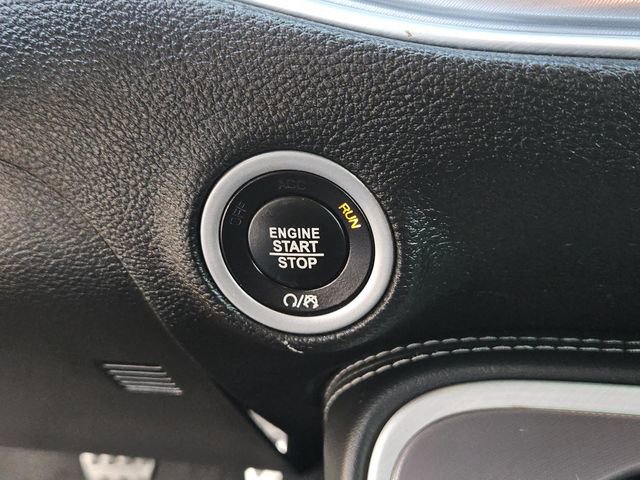 OFF
ACC
RUN
ENGINE
START
STOP